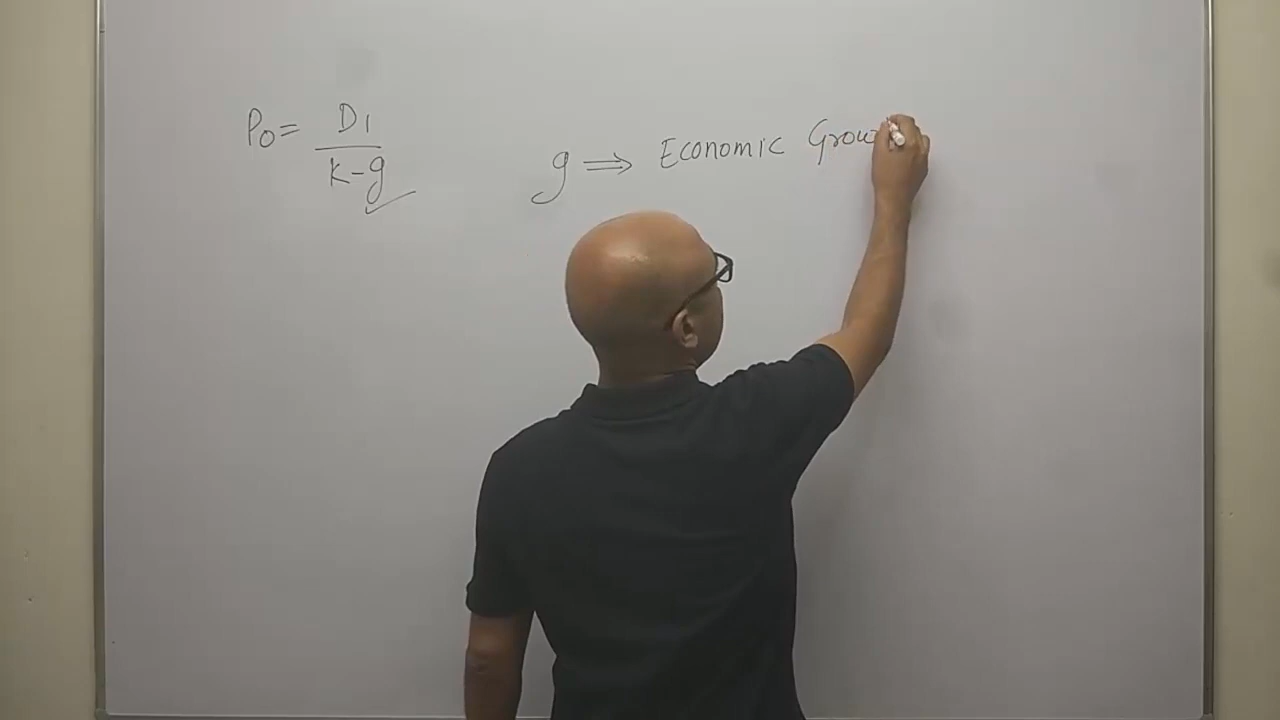 P0 = D1
K-g
g ⇒ Economic Grow